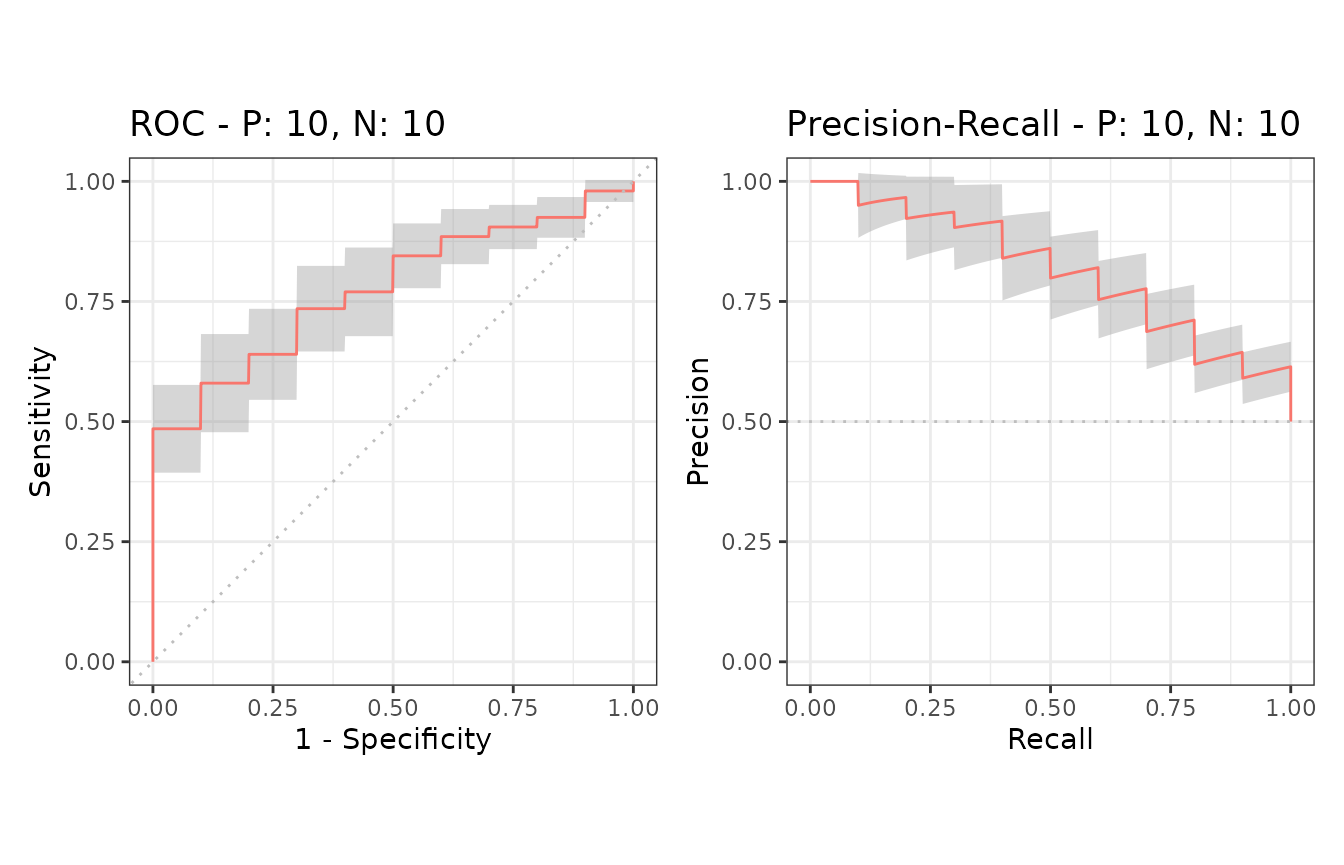 ROC - P: 10, N: 10
1.00
0.75
0.50
0.25
0.00
Sensitivity
0.00 0.25 0.50 0.75 1.00
1 - Specificity
Precision-Recall - P: 10, N: 10
1.00
0.75
0.50
0.25
0.00
Precision
0.00 0.25 0.50 0.75 1.00
Recall